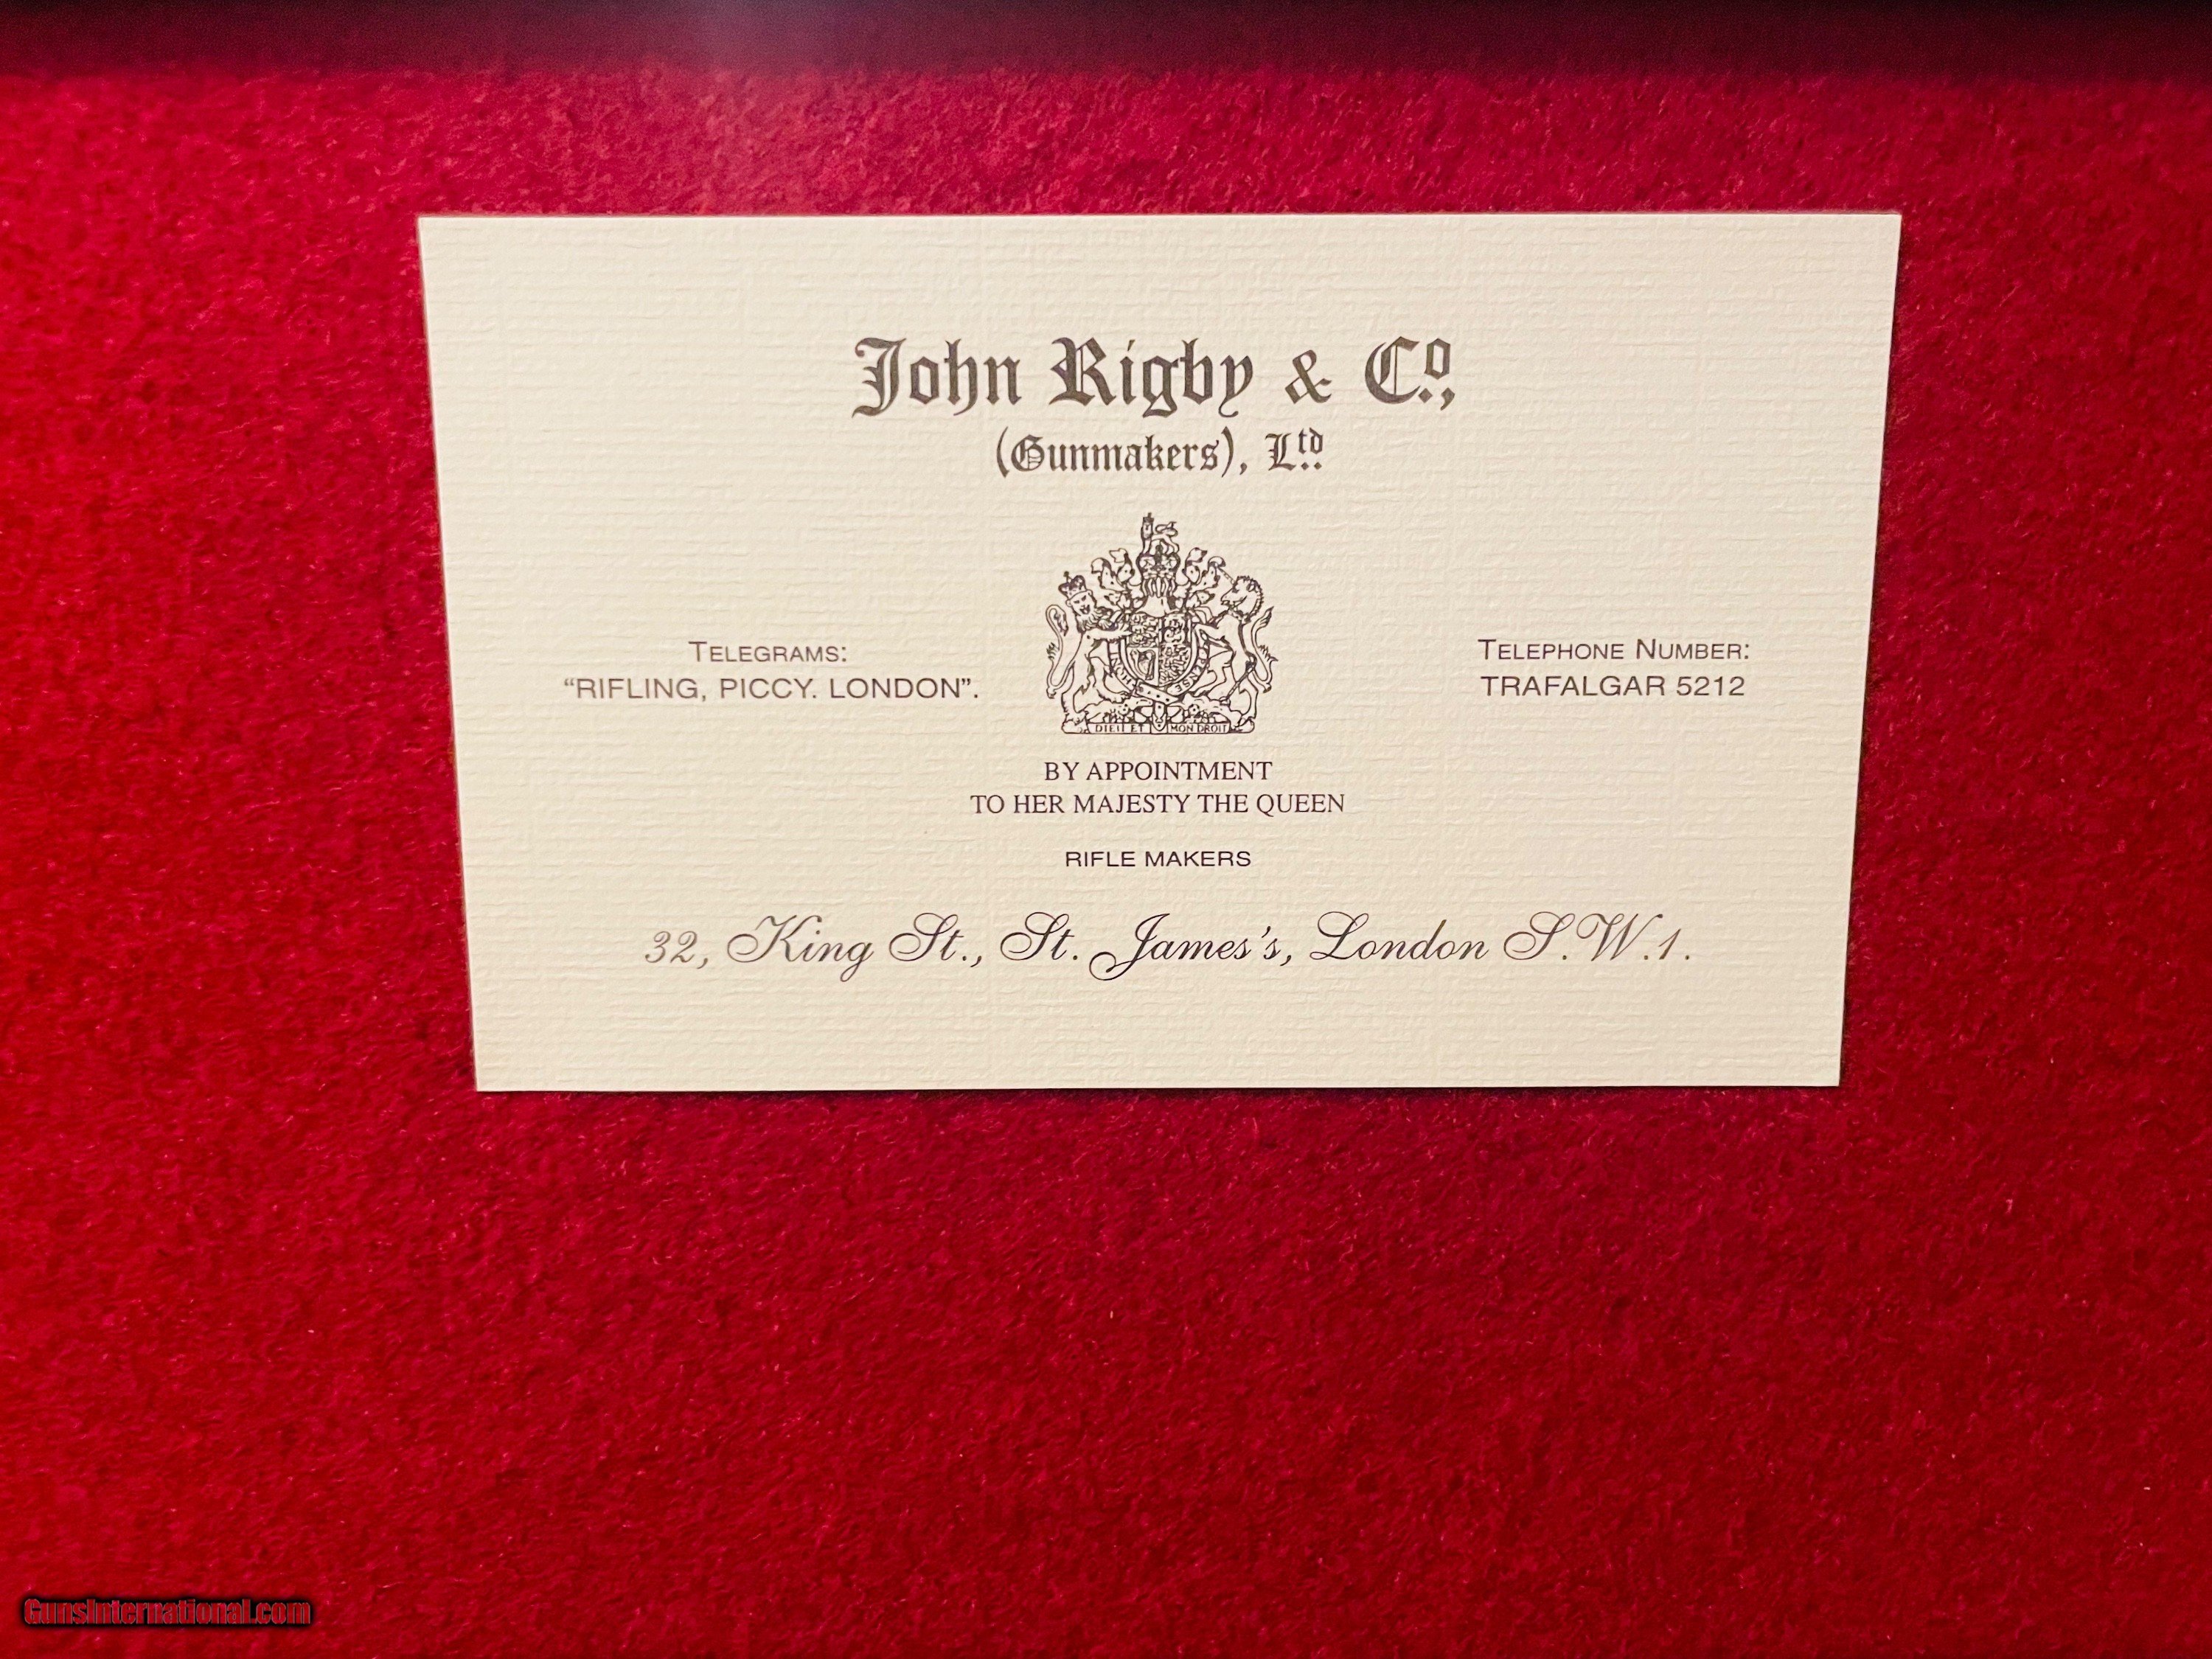 John Rigby & Co.,
(Gunmakers), Ltd.
TELEGRAMS:
“RIFLING, PICCY. LONDON”.
TELEPHONE NUMBER:
TRAFALGAR 5212
DIEU ET MON DROIT
BY APPOINTMENT
TO HER MAJESTY THE QUEEN
RIFLE MAKERS
32, King St., St. James's, London S.W.1.
GunsInternational.com